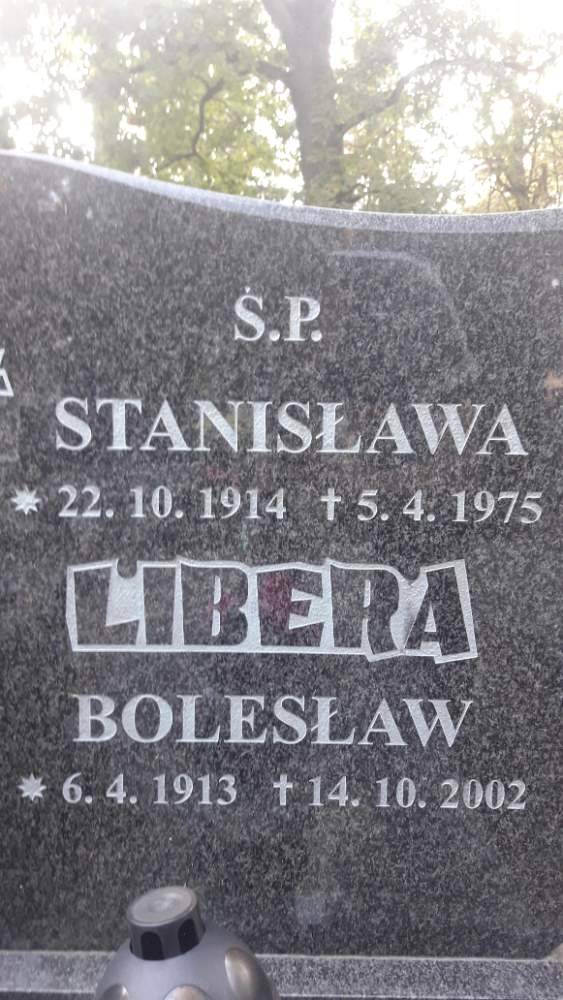 Ś.P.
STANISŁAWA
* 22. 10. 1914 † 5. 4. 1975
LIBERA
BOLESŁAW
* 6. 4. 1913 † 14. 10. 2002